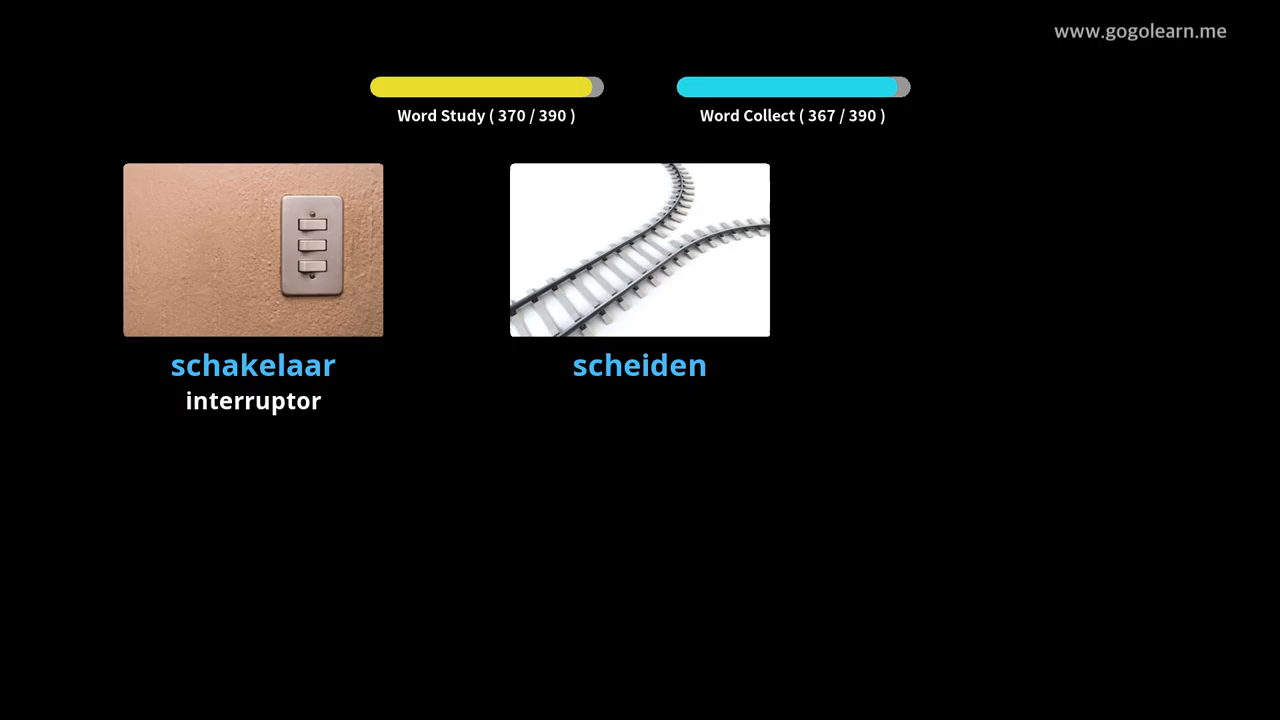 www.gogolearn.me
Word Study ( 370 / 390 )
Word Collect ( 367 / 390 )
schakelaar
interruptor
scheiden